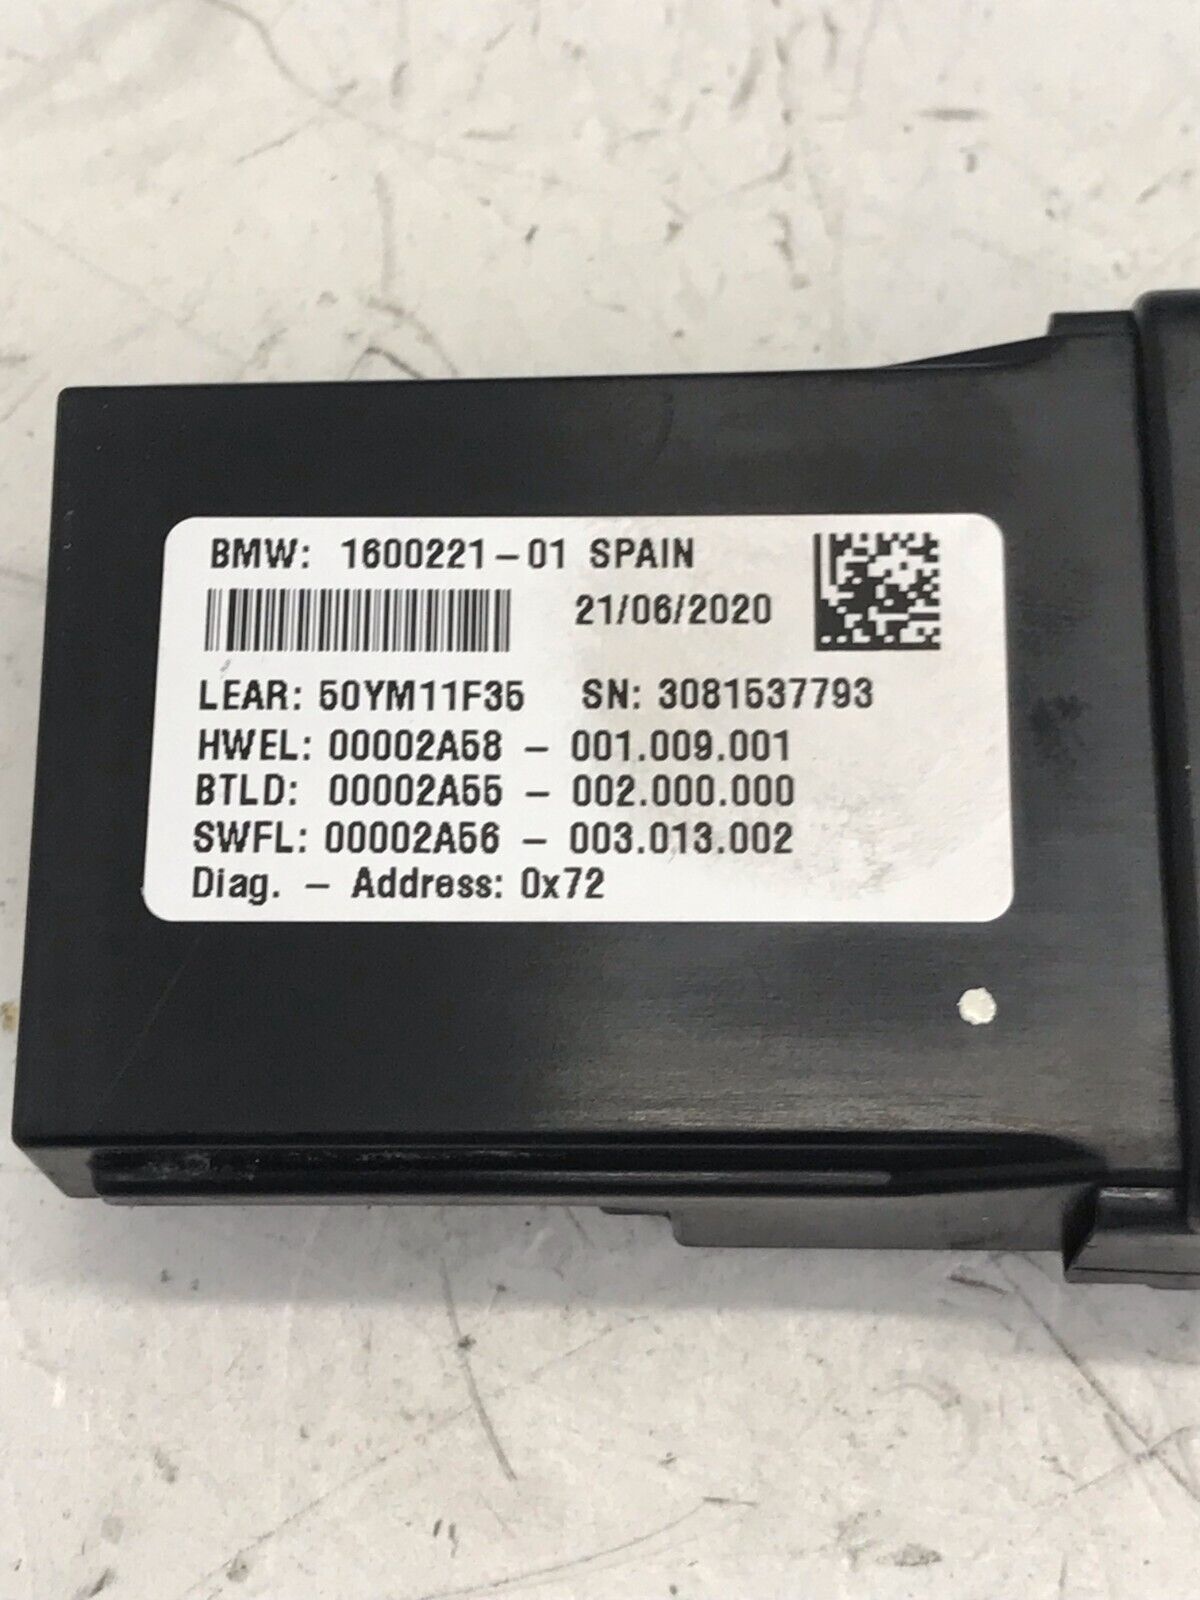 BMW: 1600221-01 SPAIN
21/06/2020
LEAR: 50YM11F35 SN: 3081537793
HWEL: 00002A58 - 001.009.001
BTLD: 00002A55 - 002.000.000
SWFL: 00002A56 - 003.013.002
Diag. - Address: 0x72